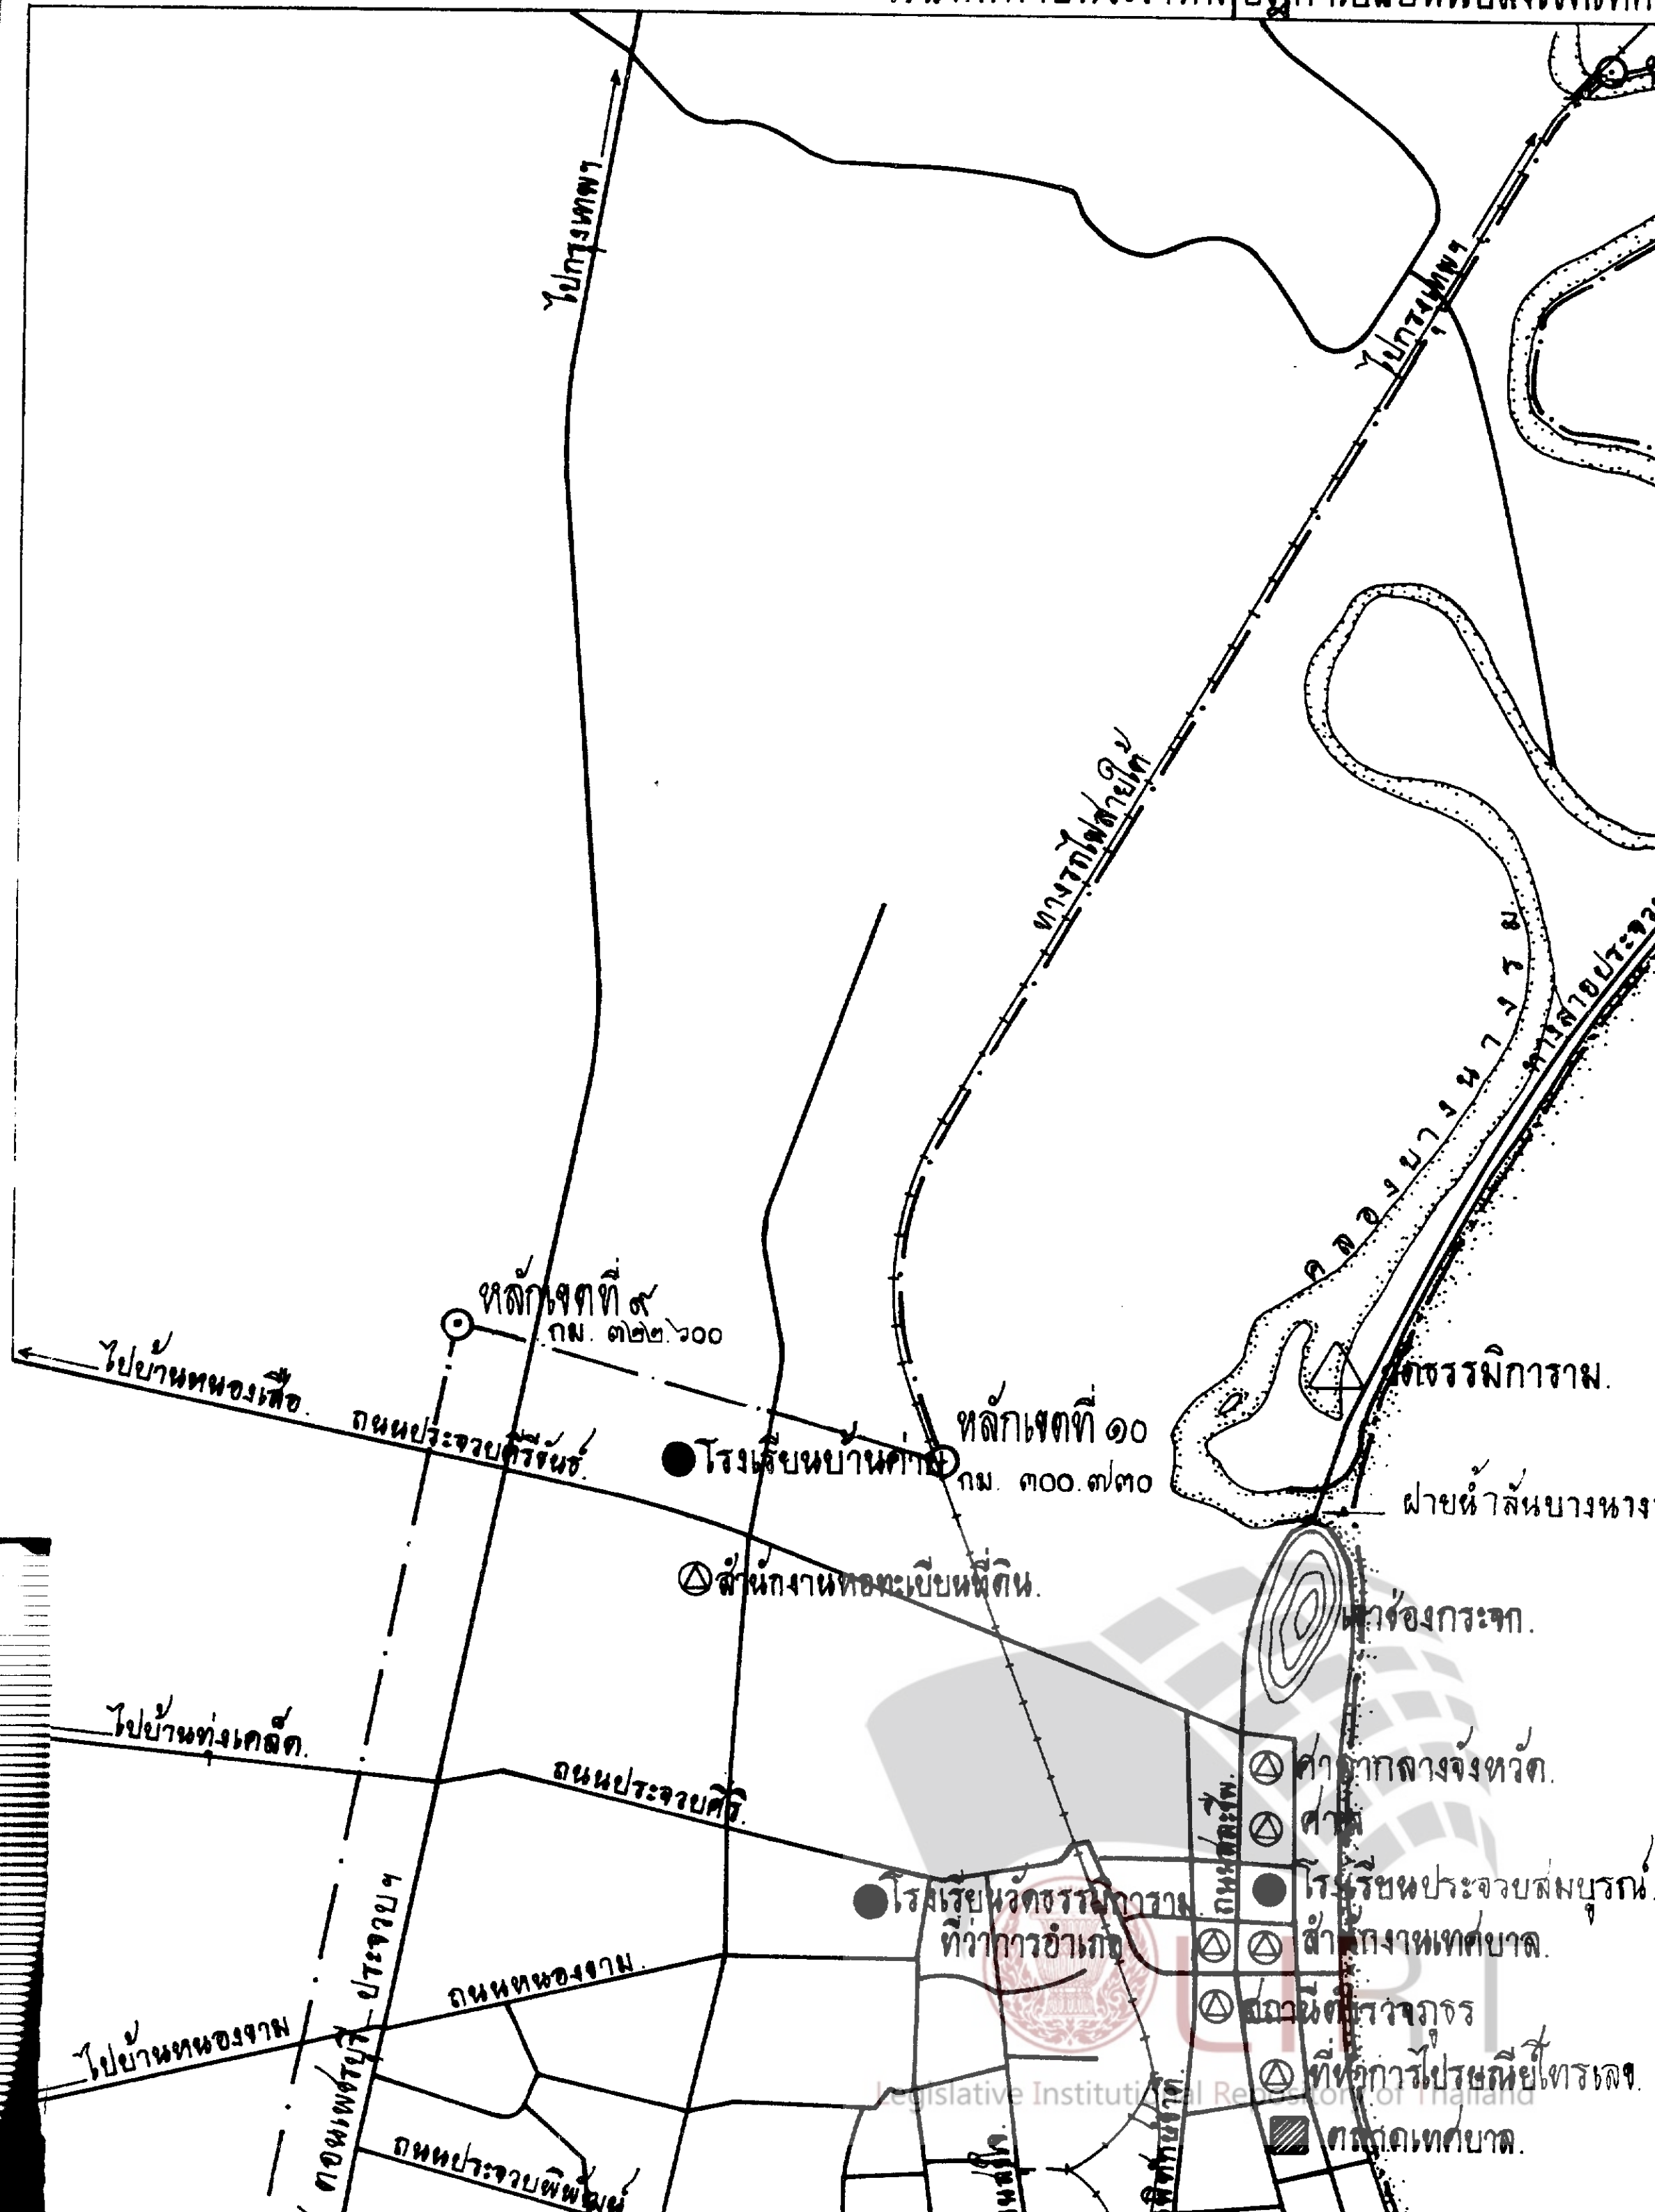 ไปกรุงเทพฯ
ไปกรุงเทพฯ
ทางรถไฟสายใต้
คลองบางนางรม
หลักเขตที่ ๙
กม. ๓๒๒.๖๐๐
ไปบ้านหนองเสือ.
ถนนประจวบคีรีขันธ์.
โรงเรียนบ้านค่าย
หลักเขตที่ ๑๐
กม. ๓๐๐.๗๓๐
วัดธรรมิการาม.
ฝายน้ำล้นบางนาง
สำนักงานหอทะเบียนที่ดิน.
เขาช่องกระจก.
ไปบ้านทุ่งเคล็ด.
ถนนประจวบศิริ.
ถนนสละชีพ.
ศาลากลางจังหวัด.
ศาล
โรงเรียนวัดธรรมิการาม
โรงเรียนประจวบสมบูรณ์.
ที่ว่าการอำเภอ
สำนักงานเทศบาล.
ถนนหนองขาม.
สถานีตำรวจภูธร
ไปบ้านหนองขาม
ตอนเพชรบุรี - ประจวบฯ
ที่ทำการไปรษณีย์โทรเลข.
Legislative Institutional Repository of Thailand
LIRT
ตลาดเทศบาล.
ถนนประจวบพิพัฒน์